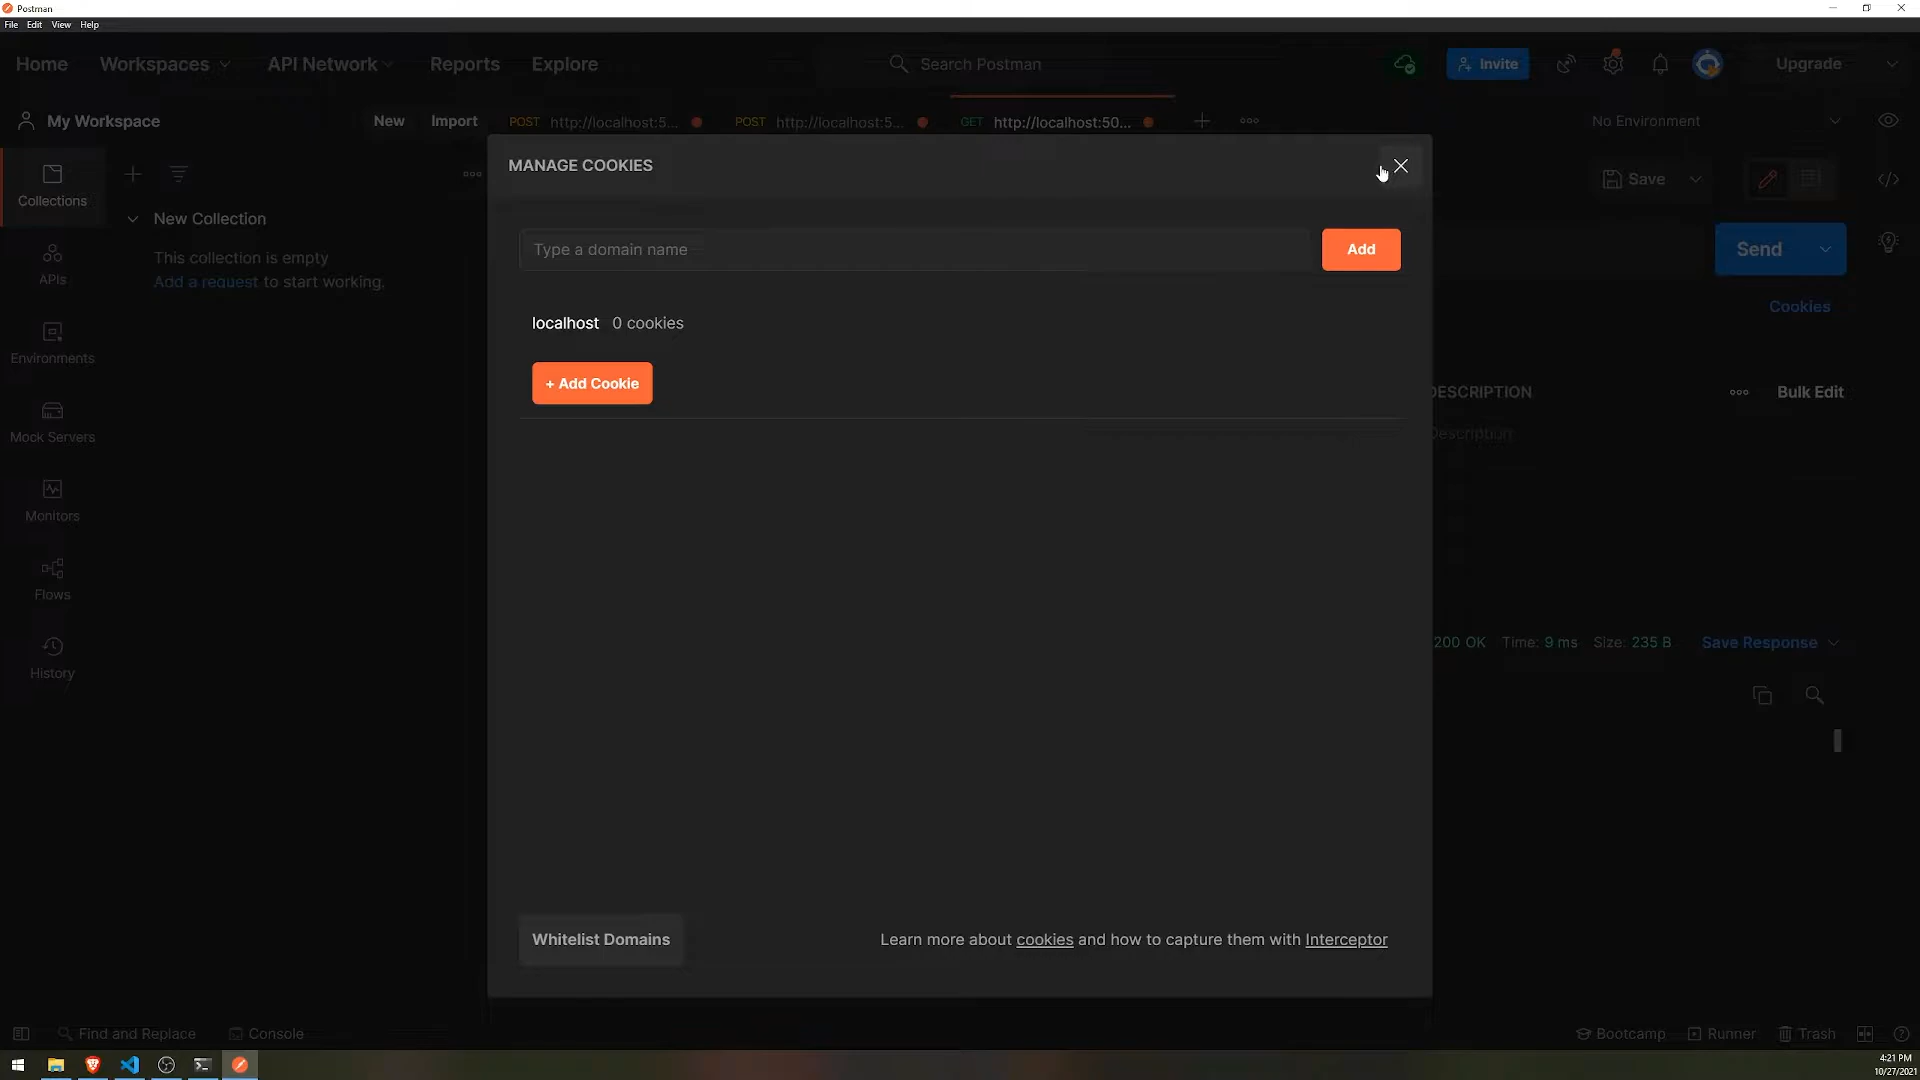 Postman
File Edit View Help
Home Workspaces API Network Reports Explore Search Postman Invite Upgrade
My Workspace New Import POST http://localhost:5... POST http://localhost:5... GET http://localhost:50... No Environment
MANAGE COOKIES
Save
Collections
New Collection
Type a domain name Add
Send
This collection is empty
APIs
Add a request to start working.
Cookies
localhost 0 cookies
Environments
+ Add Cookie
DESCRIPTION Bulk Edit
Description
Mock Servers
Monitors
Flows
200 OK Time: 9 ms Size: 235 B Save Response
History
Whitelist Domains Learn more about cookies and how to capture them with Interceptor
Find and Replace Console Bootcamp Runner Trash
4:21 PM
10/27/2021